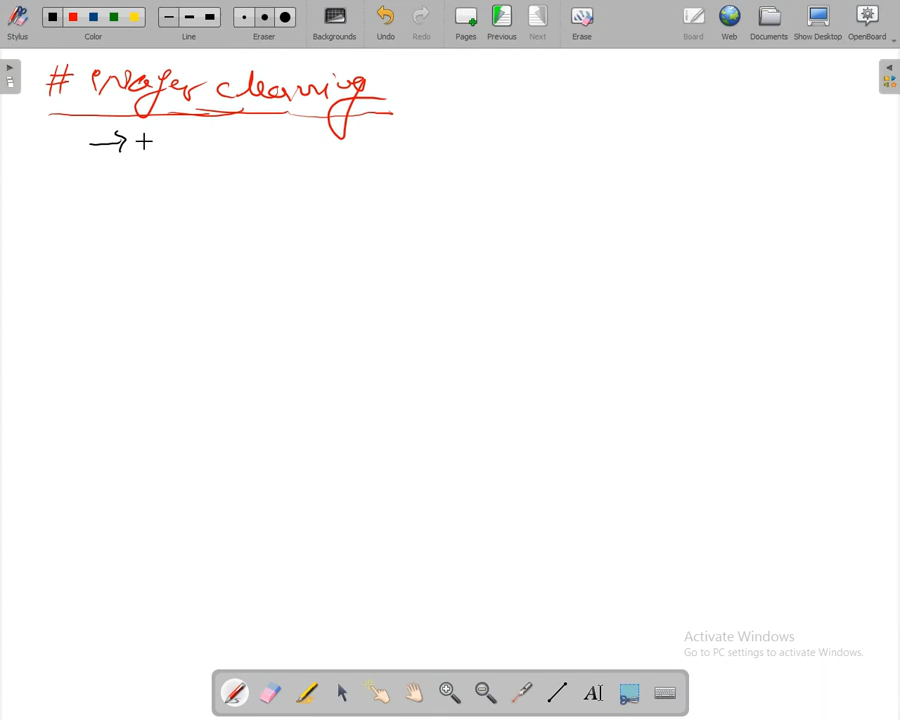 Stylus
Color
Line
Eraser
Backgrounds
Undo
Redo
Pages
Previous
Next
Erase
Board
Web
Documents
Show Desktop
OpenBoard
# Wafer cleaning
→ +
Activate Windows
Go to PC settings to activate Windows.